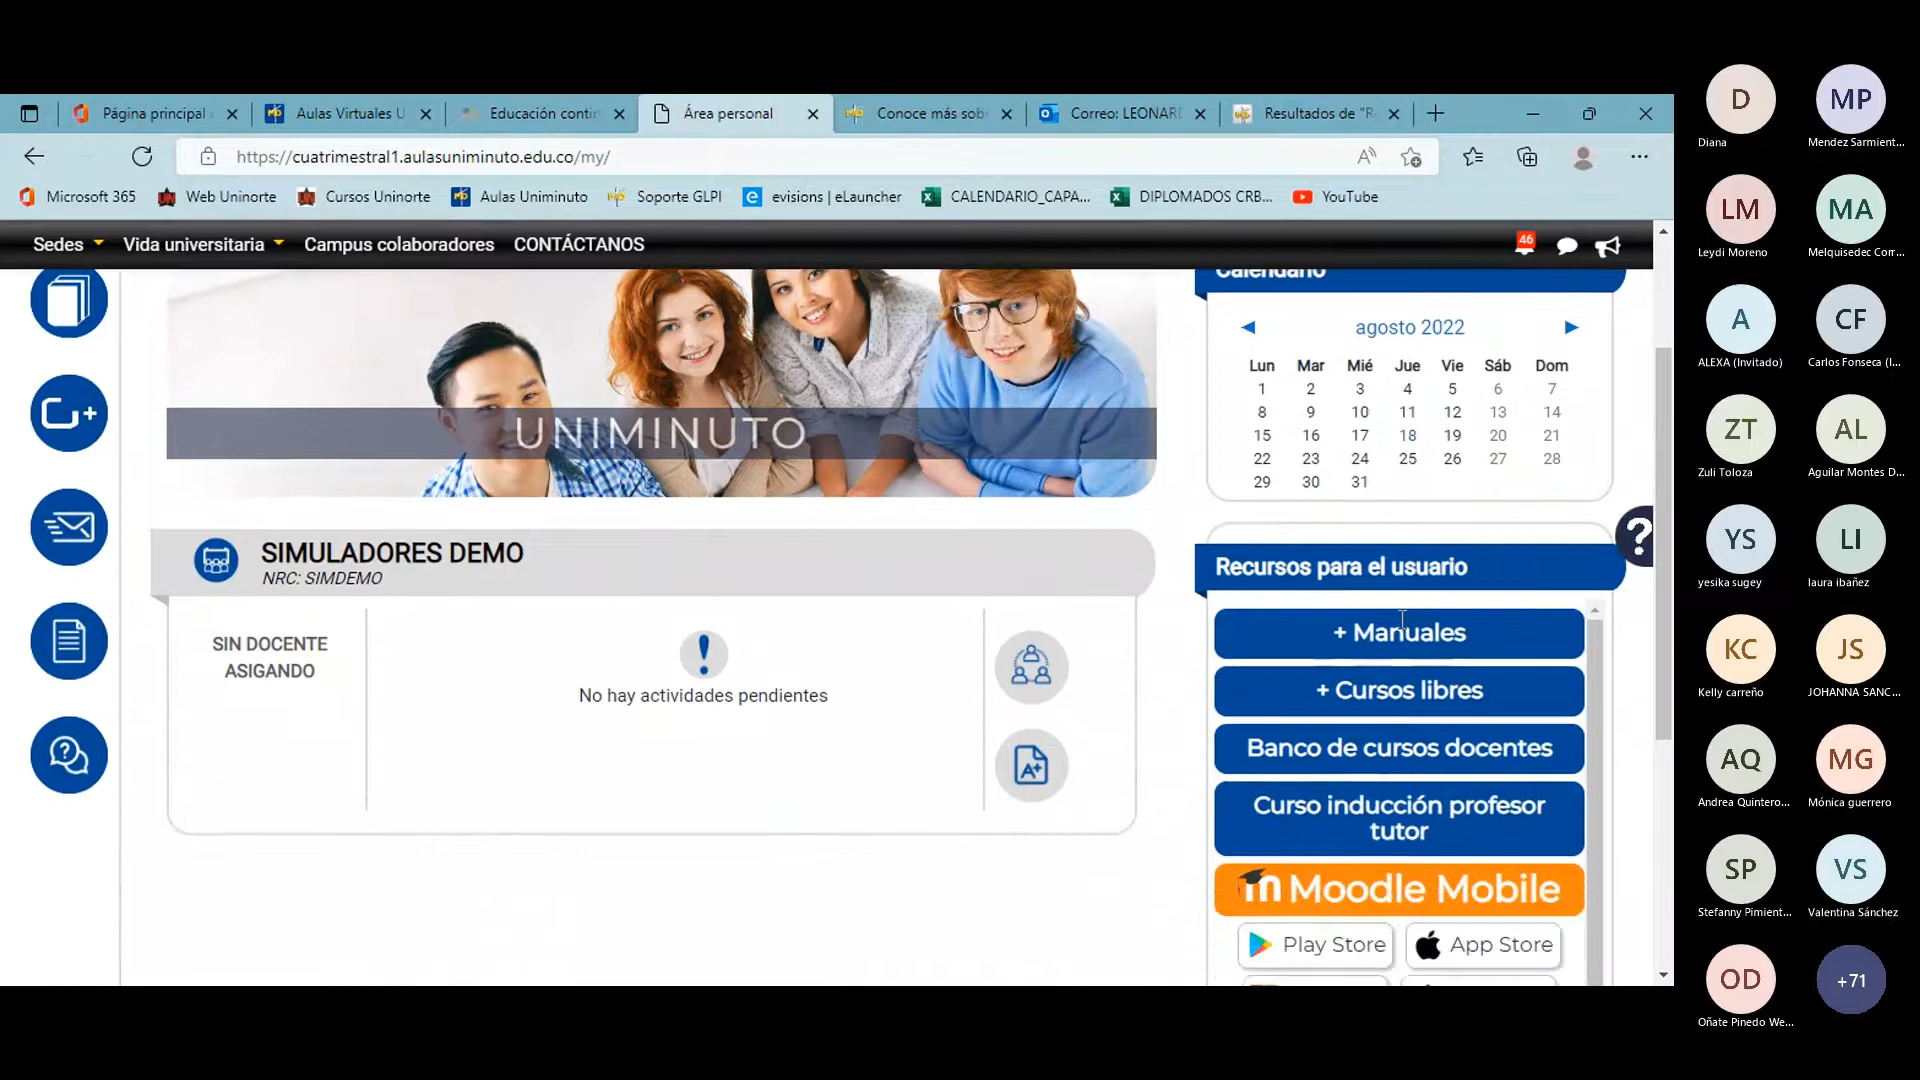 Página principal
Aulas Virtuales U
Educación contin
Área personal
Conoce más sob
Correo: LEONAR
Resultados de "R
https://cuatrimestral1.aulasuniminuto.edu.co/my/
Microsoft 365
Web Uninorte
Cursos Uninorte
Aulas Uniminuto
Soporte GLPI
evisions | eLauncher
CALENDARIO_CAPA...
DIPLOMADOS CRB...
YouTube
Sedes
Vida universitaria
Campus colaboradores
CONTÁCTANOS
46
UNIMINUTO
SIMULADORES DEMO
NRC: SIMDEMO
SIN DOCENTE
ASIGANDO
No hay actividades pendientes
A+
Calendario
agosto 2022
Lun Mar Mié Jue Vie Sáb Dom
1 2 3 4 5 6 7
8 9 10 11 12 13 14
15 16 17 18 19 20 21
22 23 24 25 26 27 28
29 30 31
Recursos para el usuario
+ Manuales
+ Cursos libres
Banco de cursos docentes
Curso inducción profesor
tutor
Moodle Mobile
Play Store
App Store
D
Diana
MP
Mendez Sarmient...
LM
Leydi Moreno
MA
Melquisedec Cor...
A
ALEXA (Invitado)
CF
Carlos Fonseca (I...
ZT
Zuli Toloza
AL
Aguilar Montes D...
YS
yesika sugey
LI
laura ibañez
KC
Kelly carreño
JS
JOHANNA SANC...
AQ
Andrea Quintero...
MG
Mónica guerrero
SP
Stefanny Pimient...
VS
Valentina Sánchez
OD
Oñate Pinedo We...
+71